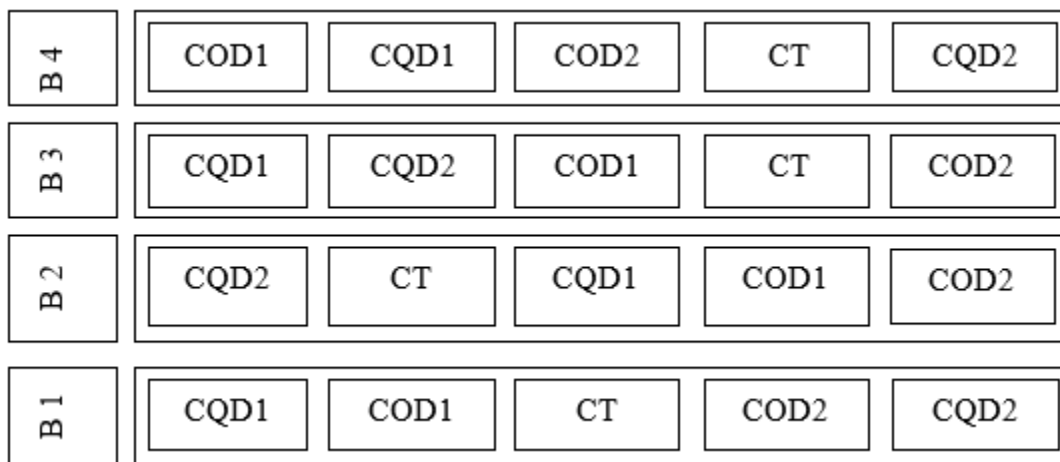 B 4 COD1 CQD1 COD2 CT CQD2
B 3 CQD1 CQD2 COD1 CT COD2
B 2 CQD2 CT CQD1 COD1 COD2
B 1 CQD1 COD1 CT COD2 CQD2